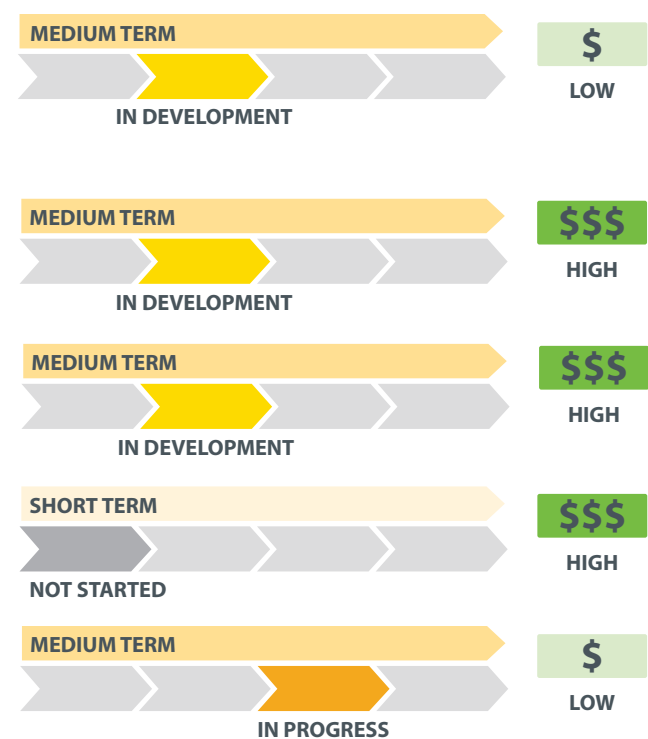 MEDIUM TERM
$
LOW
IN DEVELOPMENT
MEDIUM TERM
$$$
HIGH
IN DEVELOPMENT
MEDIUM TERM
$$$
HIGH
IN DEVELOPMENT
SHORT TERM
$$$
HIGH
NOT STARTED
MEDIUM TERM
$
LOW
IN PROGRESS